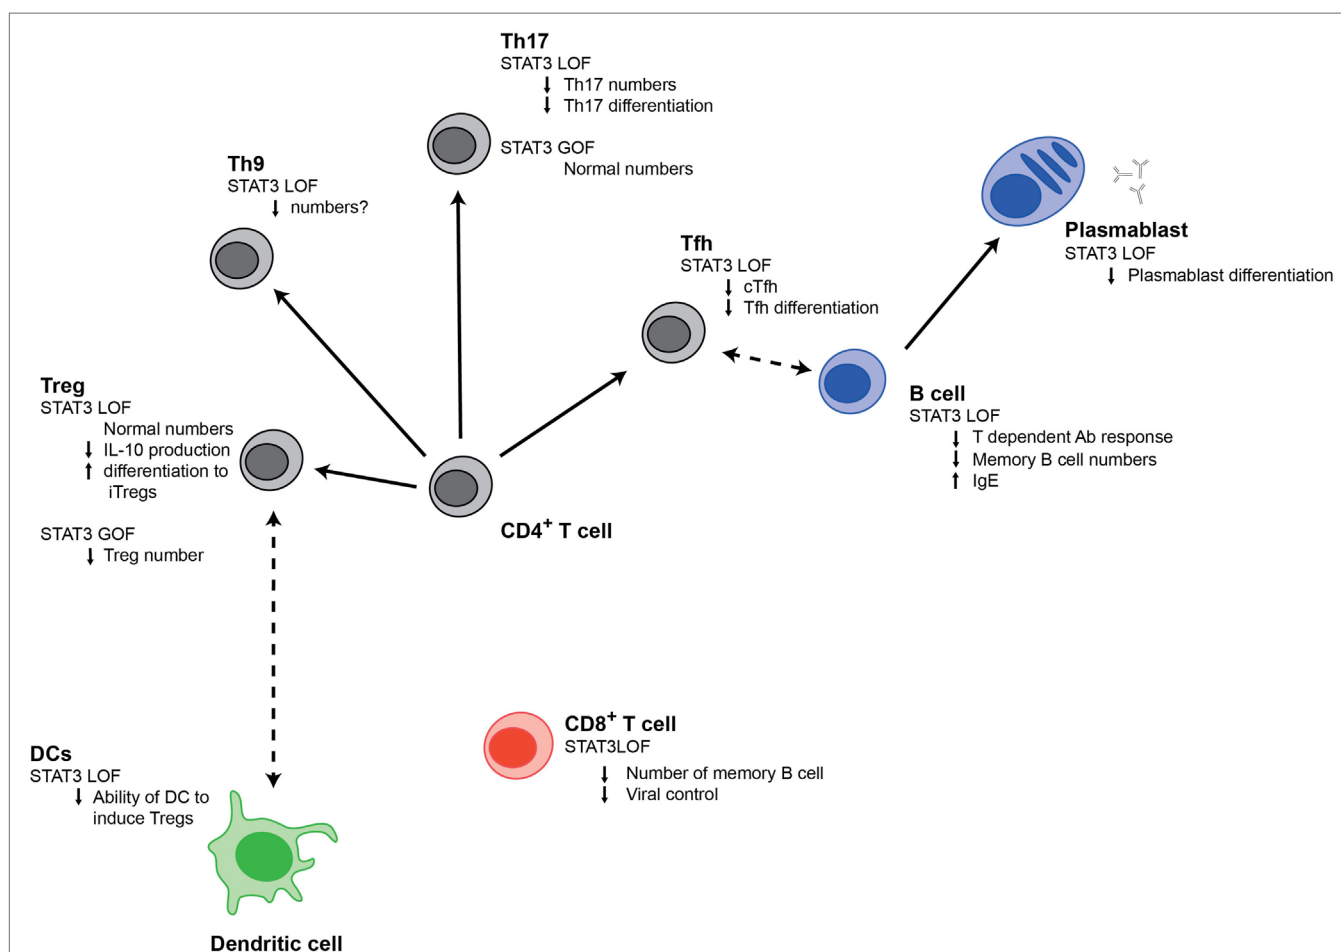 Th17
STAT3 LOF
↓ Th17 numbers
↓ Th17 differentiation
STAT3 GOF
Normal numbers
Th9
STAT3 LOF
↓ numbers?
Tfh
STAT3 LOF
↓ cTfh
↓ Tfh differentiation
Plasmablast
STAT3 LOF
↓ Plasmablast differentiation
Treg
STAT3 LOF
Normal numbers
↓ IL-10 production
↑ differentiation to
iTregs
STAT3 GOF
↓ Treg number
CD4+ T cell
B cell
STAT3 LOF
↓ T dependent Ab response
↓ Memory B cell numbers
↑ IgE
DCs
STAT3 LOF
↓ Ability of DC to
induce Tregs
Dendritic cell
CD8+ T cell
STAT3LOF
↓ Number of memory B cell
↓ Viral control